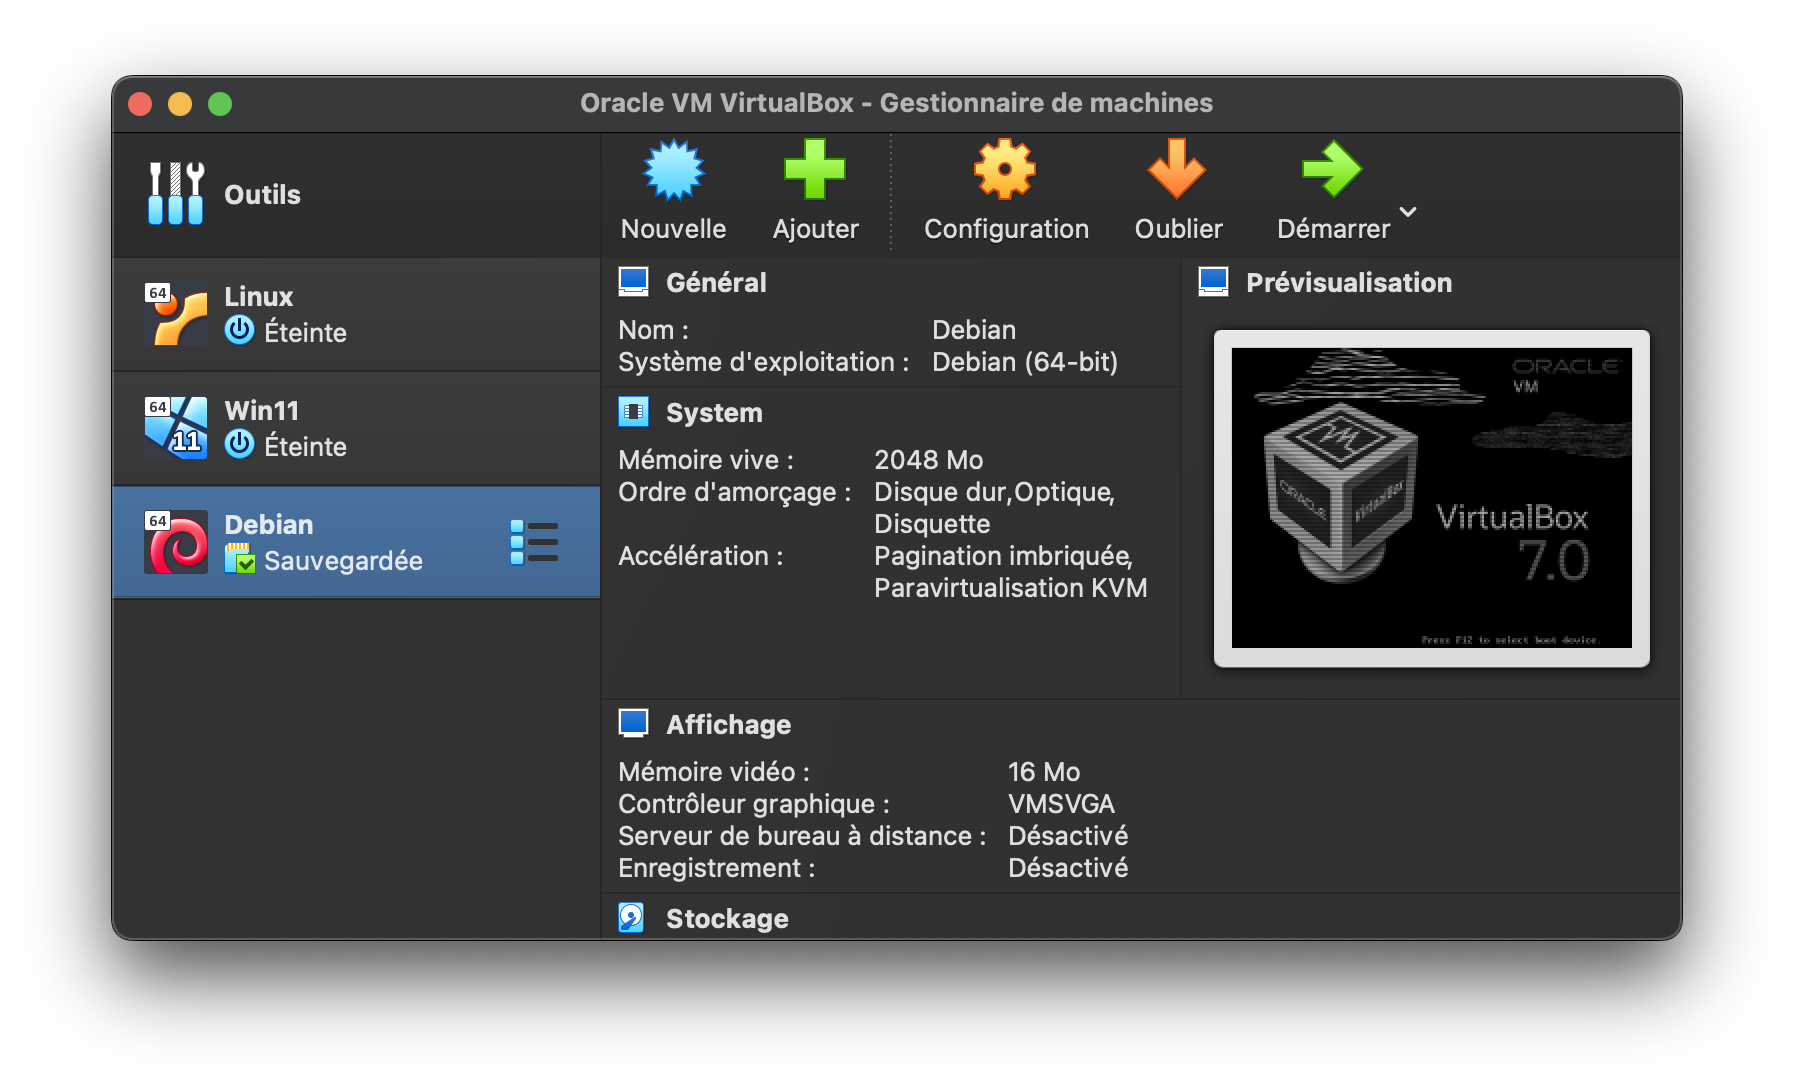 Oracle VM VirtualBox - Gestionnaire de machines
Outils
Nouvelle
Ajouter
Configuration
Oublier
Démarrer
64
Linux
Éteinte
64
11
Win11
Éteinte
64
Debian
Sauvegardée
Général
Nom : Debian
Système d'exploitation : Debian (64-bit)
System
Mémoire vive : 2048 Mo
Ordre d'amorçage : Disque dur,Optique,
Disquette
Accélération : Pagination imbriquée,
Paravirtualisation KVM
Prévisualisation
ORACLE
VM
ORACLE
VirtualBox
VirtualBox
7.0
Press F12 to select boot device.
Affichage
Mémoire vidéo : 16 Mo
Contrôleur graphique : VMSVGA
Serveur de bureau à distance : Désactivé
Enregistrement : Désactivé
Stockage